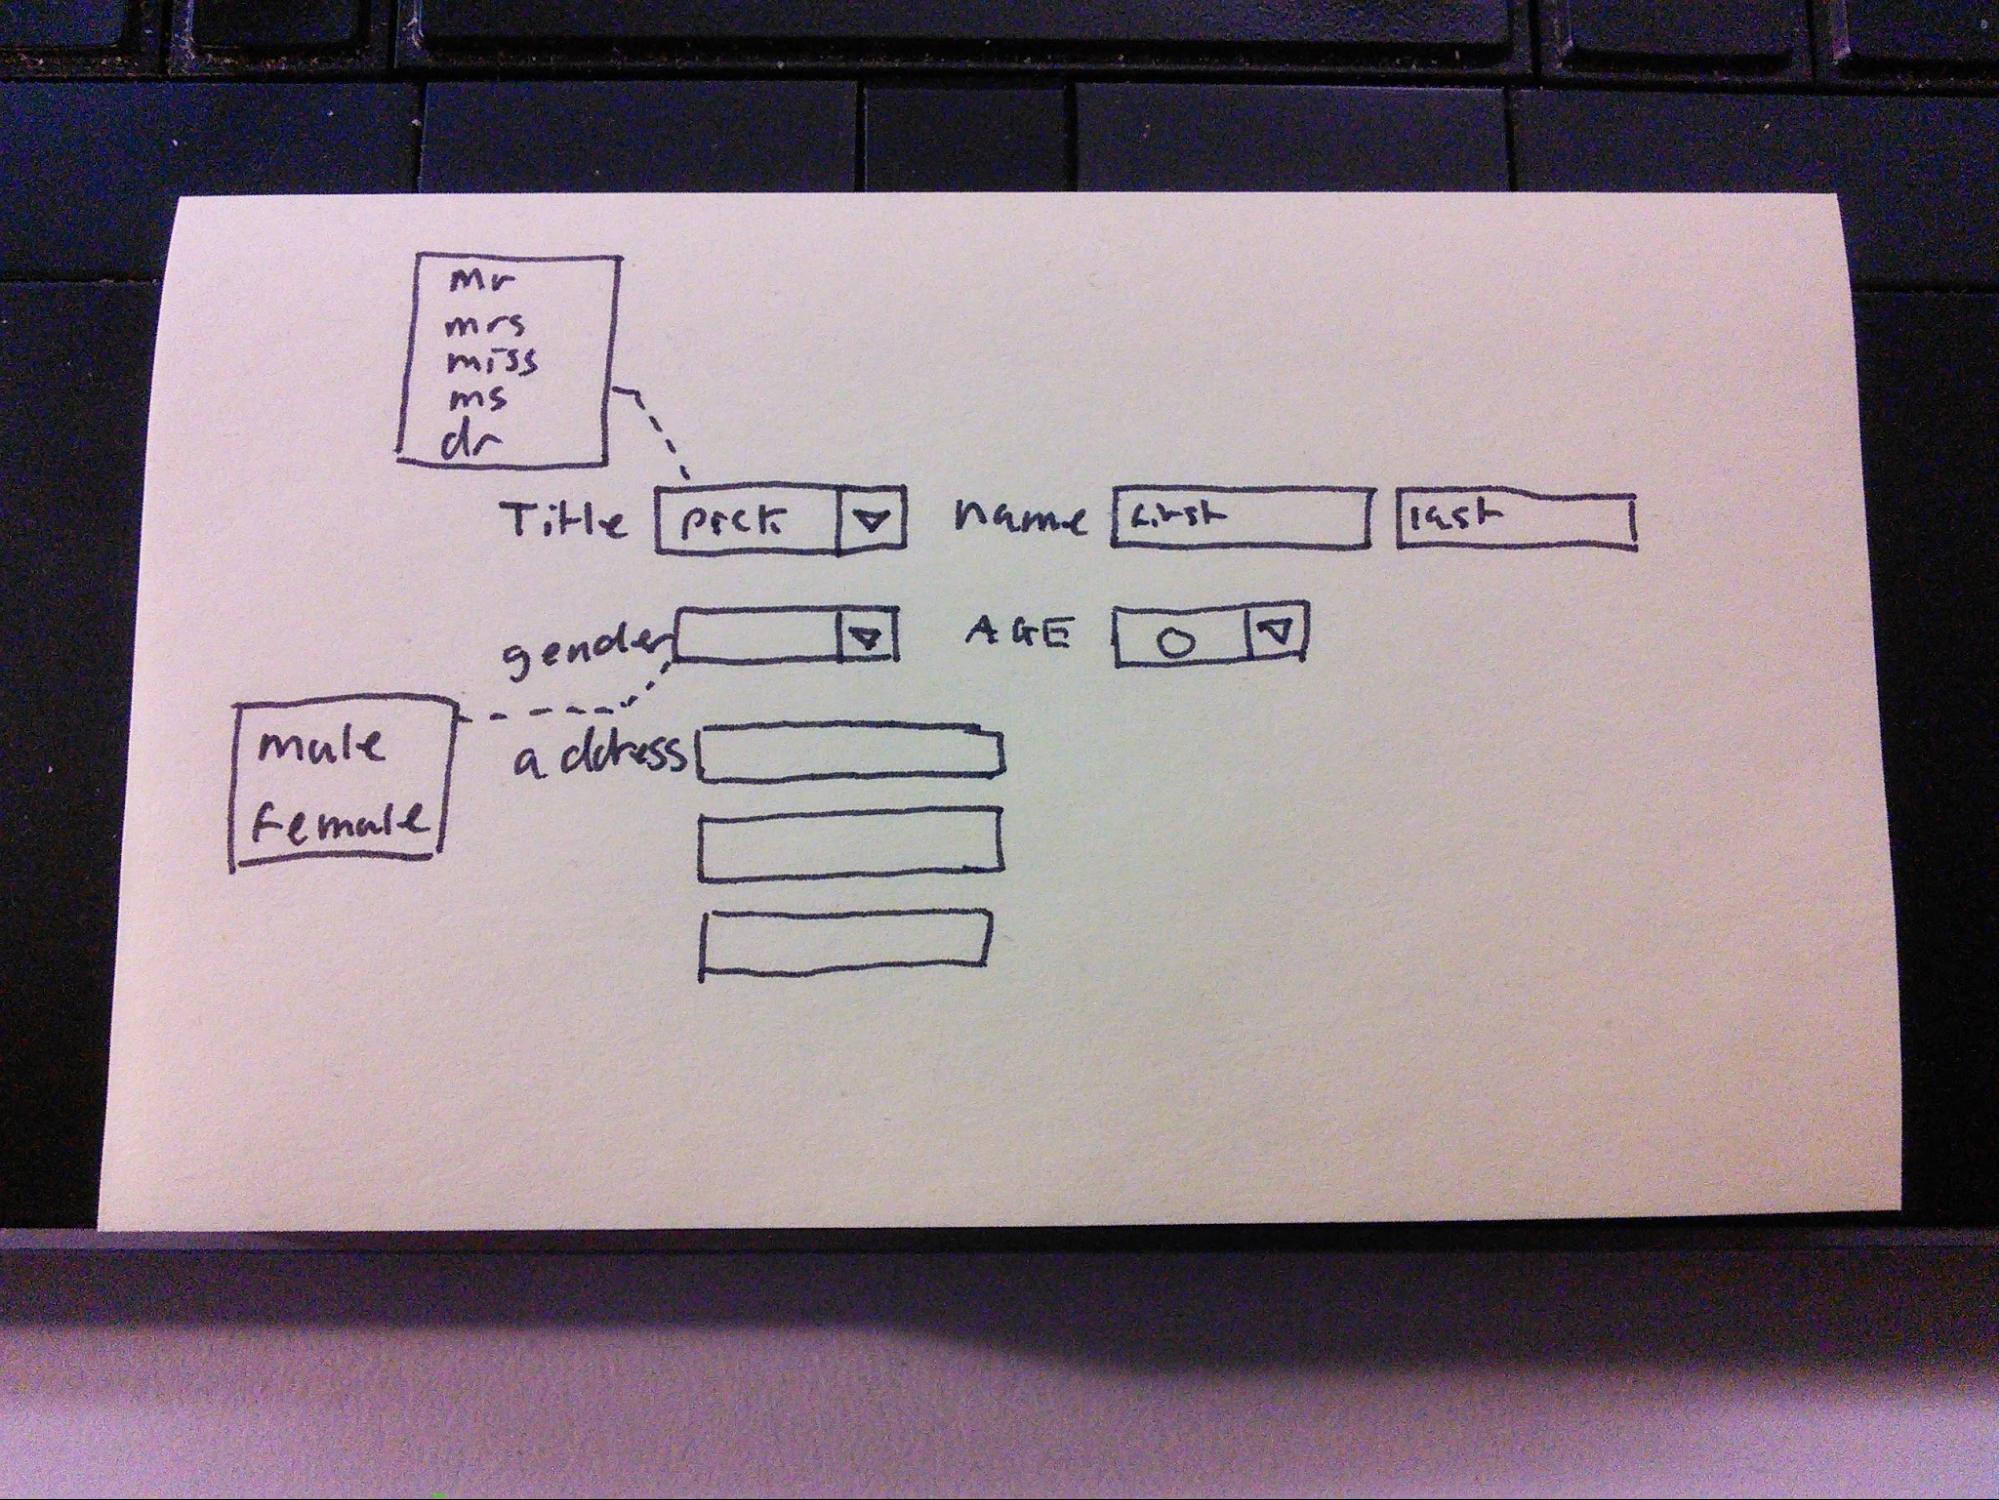 Mr
mrs
miss
ms
dr
Title pick name first last
gender AGE 0
male
female
address